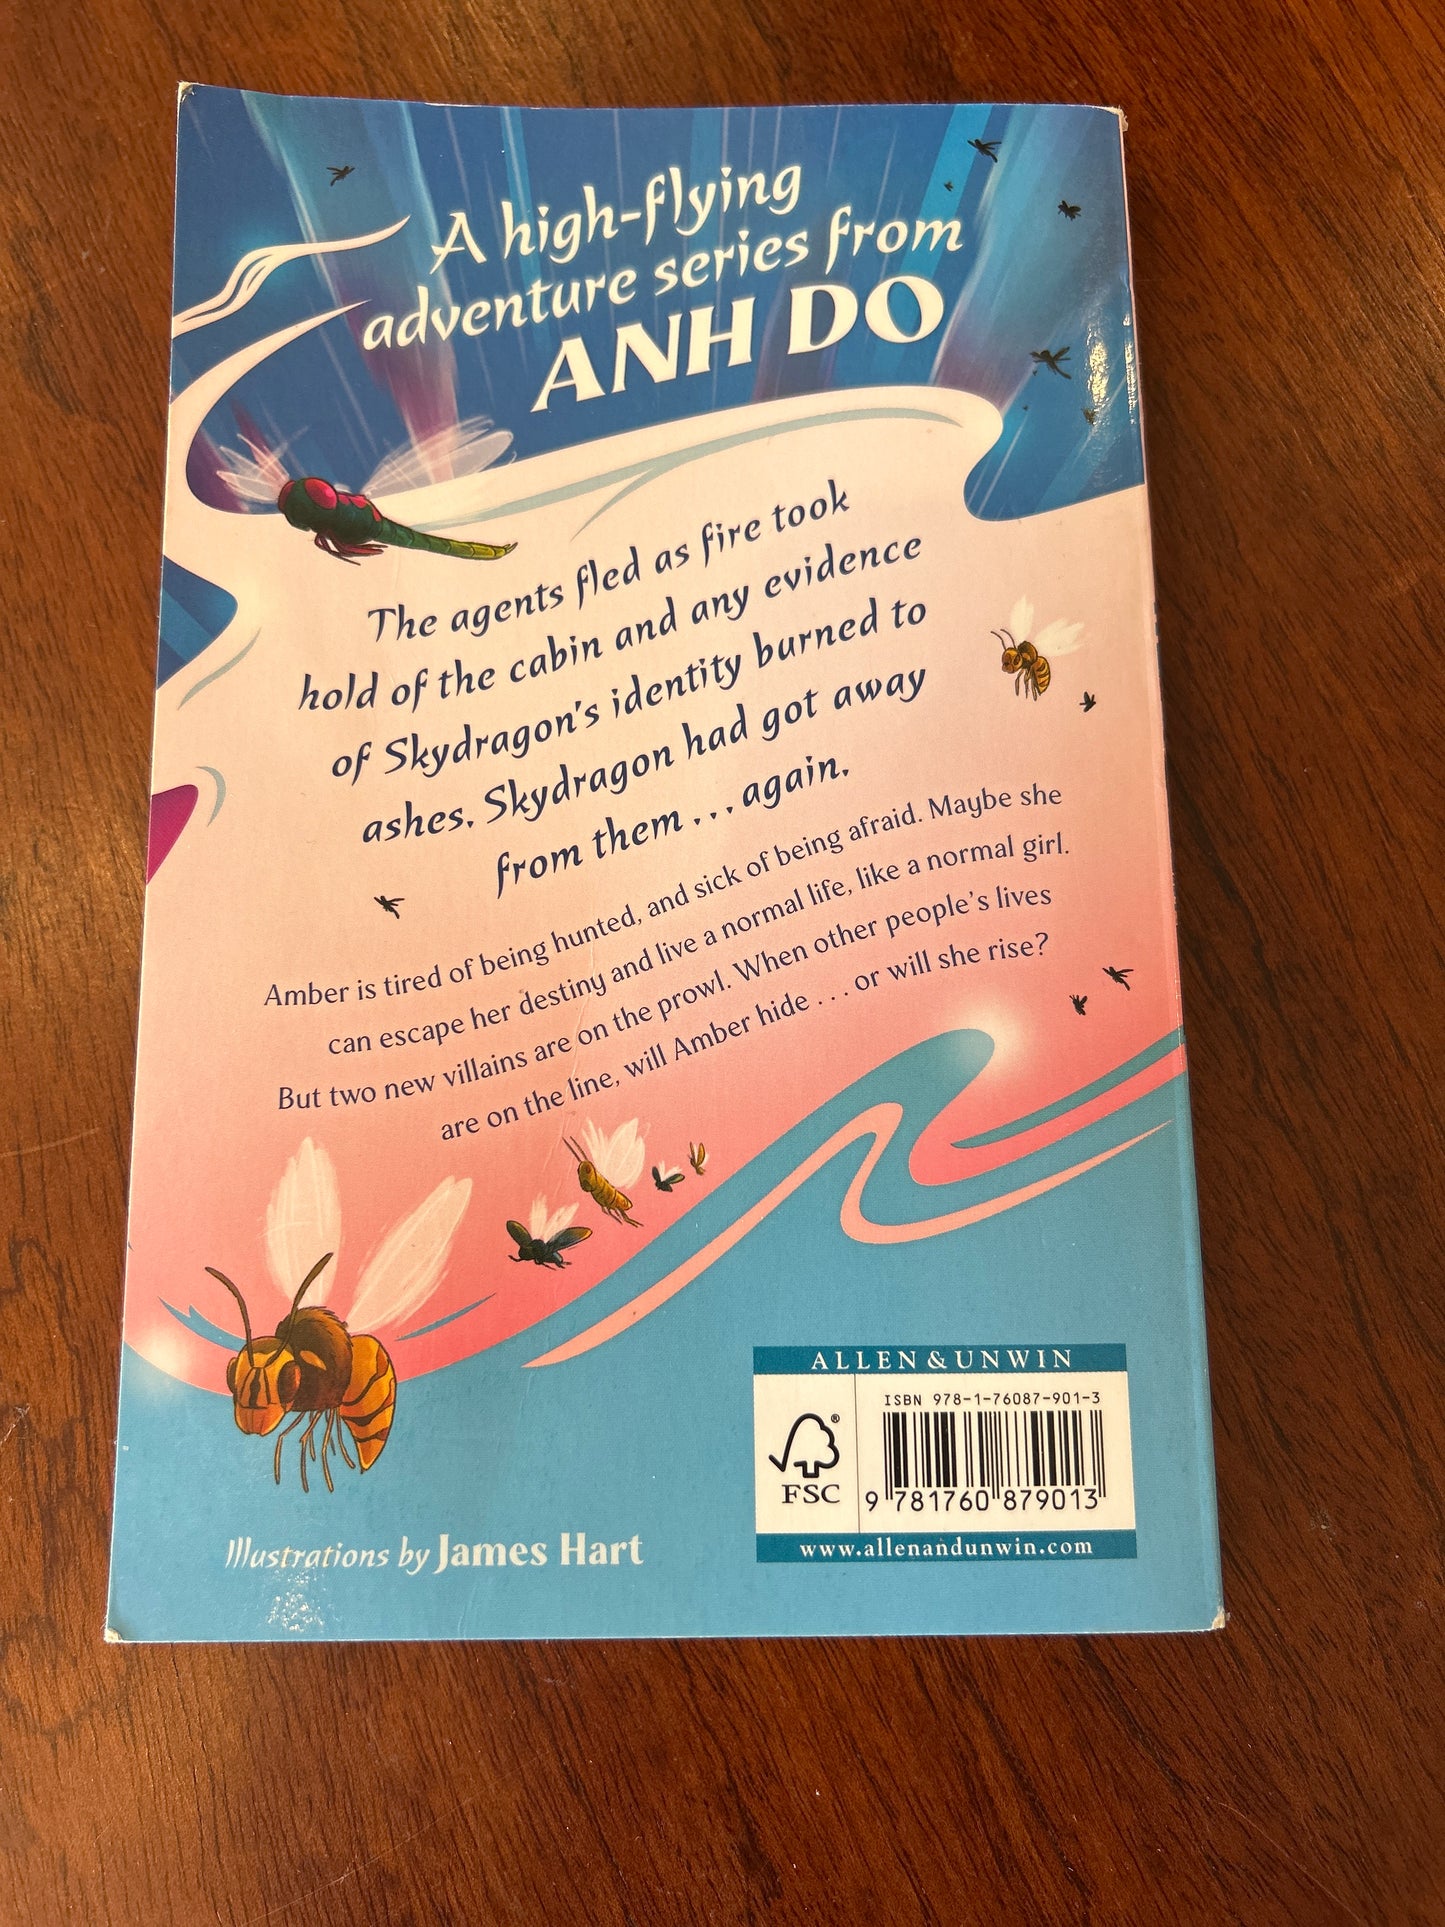 A high-flying
adventure series from
ANH DO
The agents fled as fire took
hold of the cabin and any evidence
of Skydragon's identity burned to
ashes. Skydragon had got away
from them . . . again.
Amber is tired of being hunted, and sick of being afraid. Maybe she
can escape her destiny and live a normal life, like a normal girl.
But two new villains are on the prowl. When other people's lives
are on the line, will Amber hide . . . or will she rise?
Illustrations by James Hart
ALLEN & UNWIN
ISBN 978-1-76087-901-3
FSC
®
9 781760 879013
www.allenandunwin.com